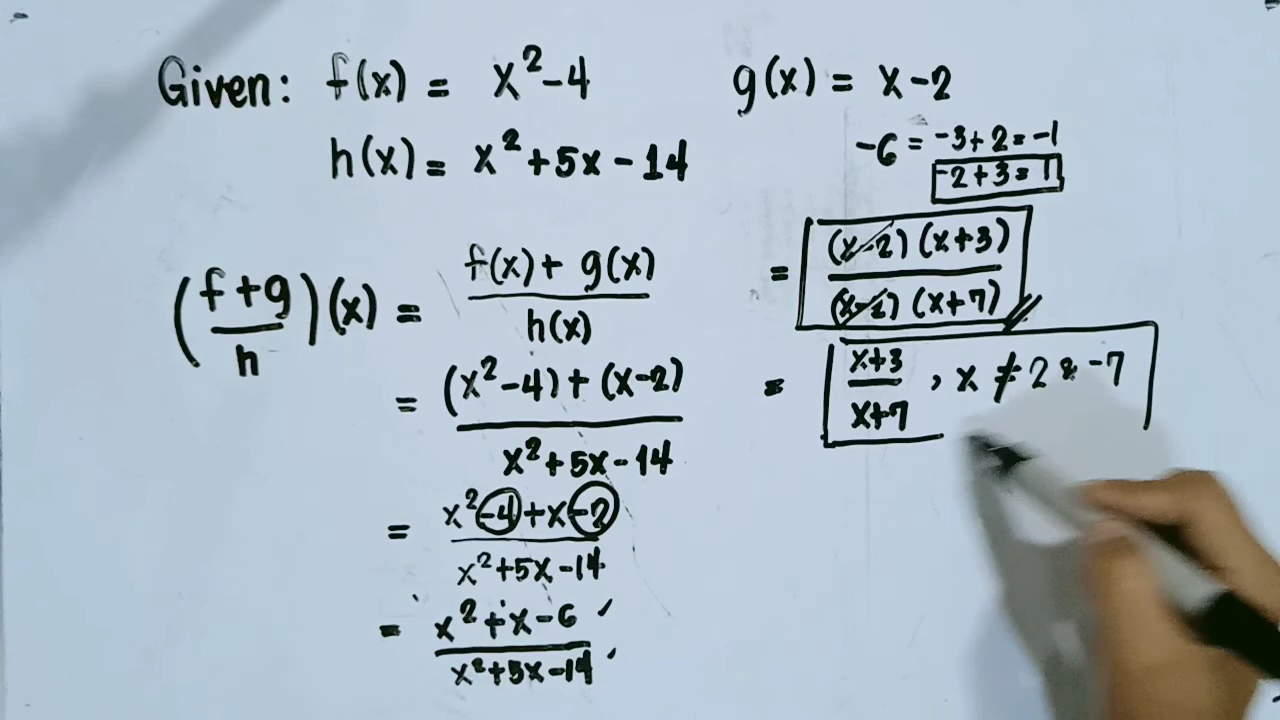 Given: f(x) = x²-4 g(x) = x-2
h(x) = x²+5x-14
-6 = -3+2=-1
-2+3=1
(f+g/h)(x) = f(x)+g(x)/h(x)
= (x²-4)+(x-2)/x²+5x-14
= x²-4+x-2/x²+5x-14
= x²+x-6/x²+5x-14
= (x-2)(x+3)/(x-2)(x+7)
= x+3/x+7, x≠2 & -7